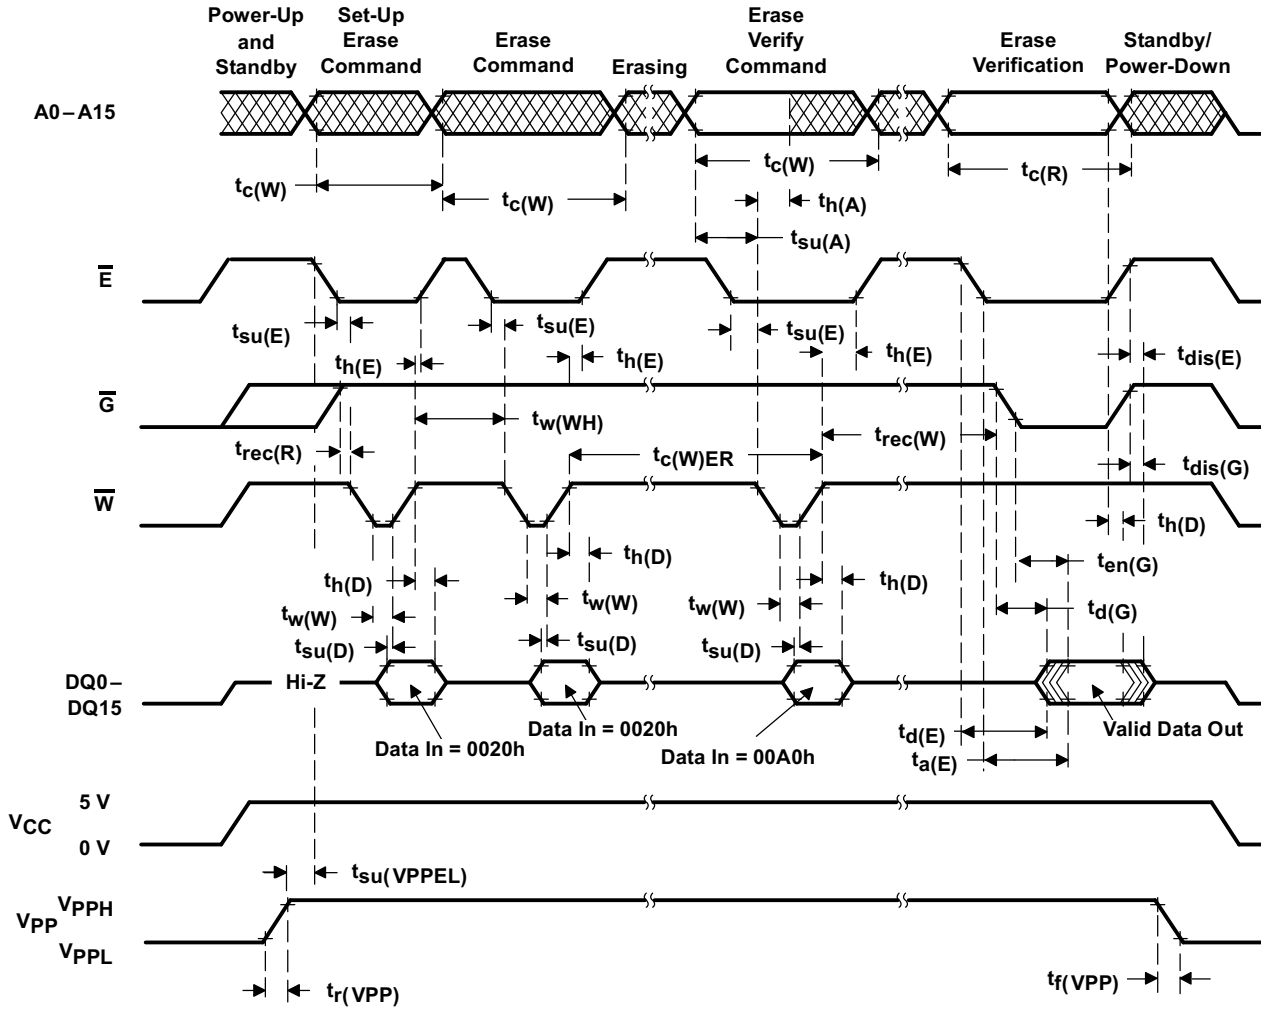 Power-Up
and
Standby
Set-Up
Erase
Command
Erase
Command
Erasing
Erase
Verify
Command
Erase
Verification
Standby/
Power-Down
A0–A15
tc(W)
tc(W)
tc(W)
tc(R)
th(A)
tsu(A)
E
tsu(E)
tsu(E)
tsu(E)
th(E)
th(E)
th(E)
tdis(E)
G
tw(WH)
trec(R)
trec(W)
tc(W)ER
tdis(G)
W
th(D)
th(D)
th(D)
th(D)
ten(G)
tw(W)
tw(W)
tw(W)
td(G)
tsu(D)
tsu(D)
tsu(D)
DQ0–
DQ15
Hi-Z
Data In = 0020h
Data In = 0020h
Data In = 00A0h
Valid Data Out
td(E)
ta(E)
5 V
VCC
0 V
tsu(VPPEL)
VPPH
VPP
VPPL
tr(VPP)
tf(VPP)